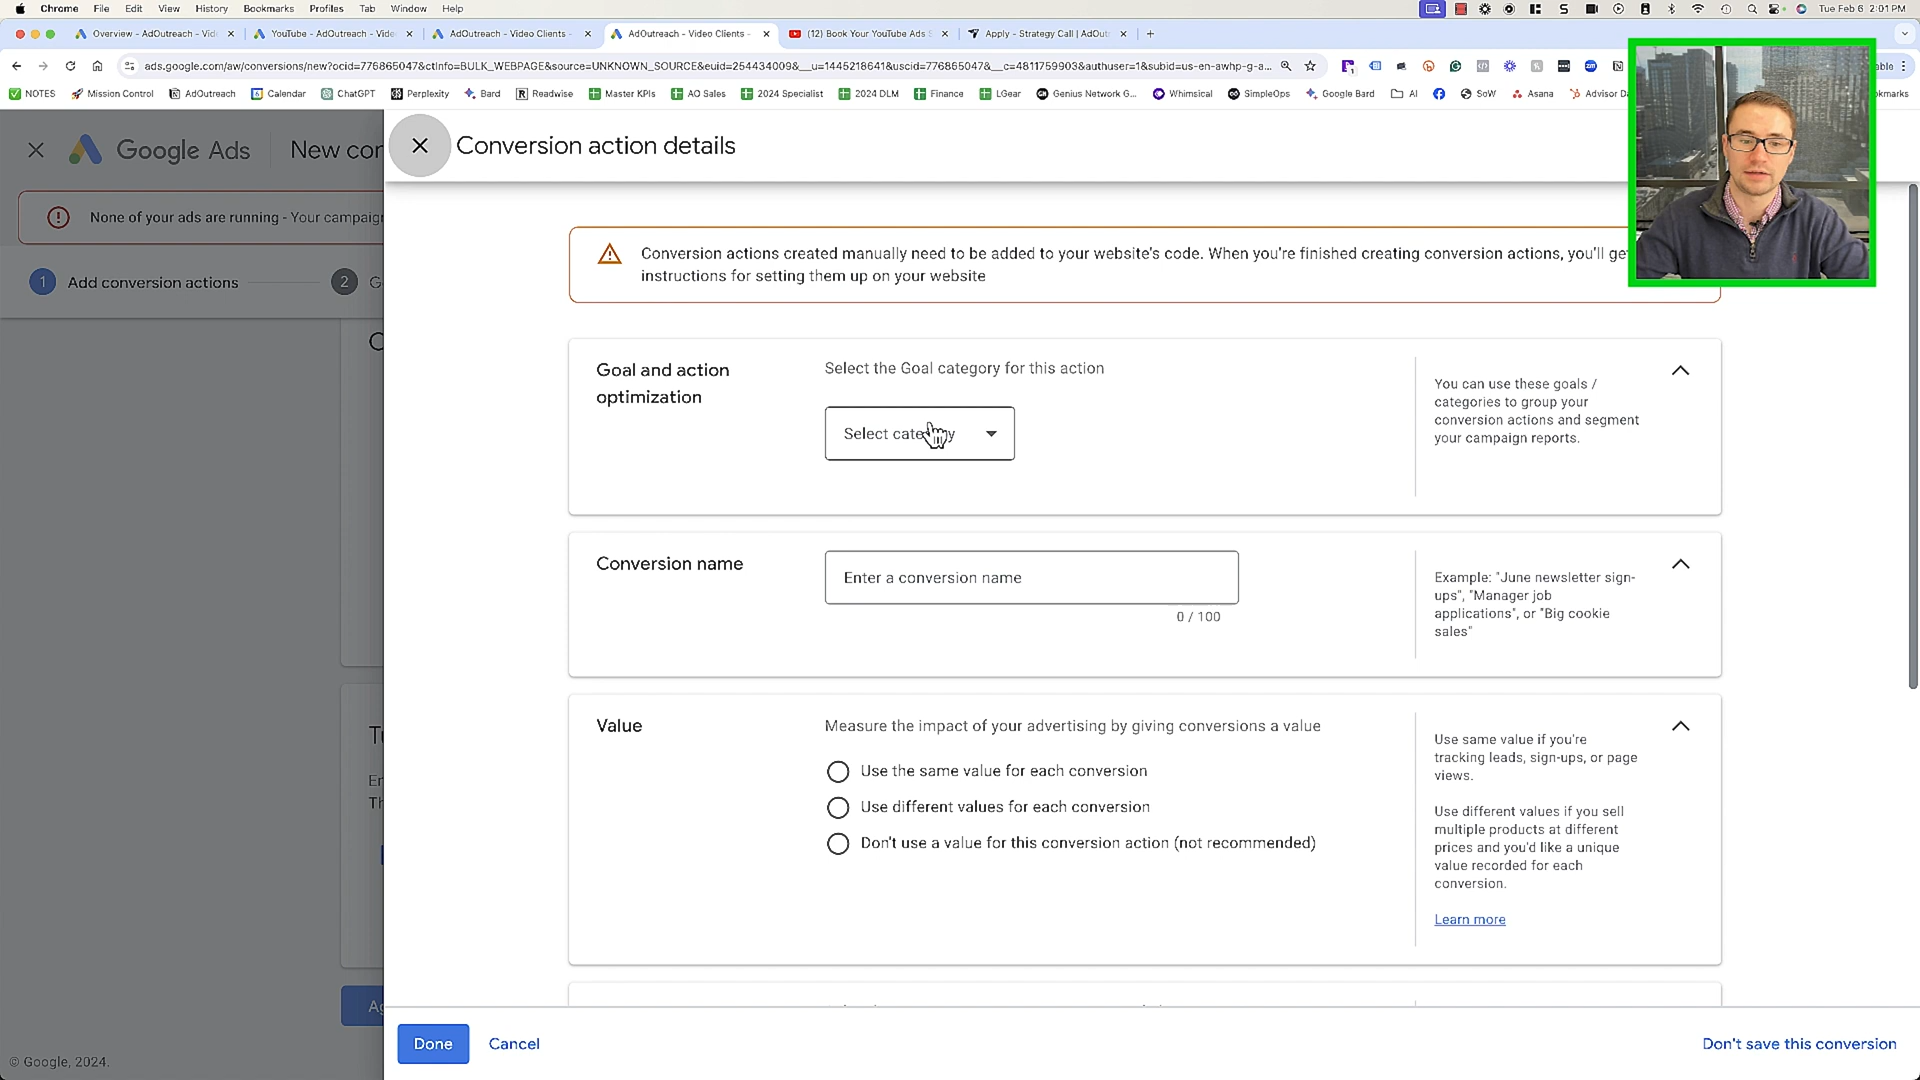 Chrome File Edit View History Bookmarks Profiles Tab Window Help Tue Feb 6 2:01 PM
Overview - AdOutreach - Vid YouTube - AdOutreach - Video AdOutreach - Video Clients - AdOutreach - Video Clients - (12) Book Your YouTube Ads S Apply - Strategy Call | AdOut
ads.google.com/aw/conversions/new?ocid=776865047&ctInfo=BULK_WEBPAGE&source=UNKNOWN_SOURCE&euid=254434009&__u=1445218641&uscid=776865047&__c=4811759903&authuser=1&subid=us-en-awhp-g-a...
NOTES Mission Control AdOutreach Calendar ChatGPT Perplexity Bard Readwise Master KPIs AO Sales 2024 Specialist 2024 DLM Finance LGear Genius Network G... Whimsical SimpleOps Google Bard AI SoW Asana Advisor Da
Google Ads New con
Conversion action details
None of your ads are running - Your campaign
1 Add conversion actions 2 G
Conversion actions created manually need to be added to your website's code. When you're finished creating conversion actions, you'll ge
instructions for setting them up on your website
Goal and action
optimization
Select the Goal category for this action
Select category
You can use these goals /
categories to group your
conversion actions and segment
your campaign reports.
Conversion name
Enter a conversion name
0 / 100
Example: "June newsletter sign-
ups", "Manager job
applications", or "Big cookie
sales"
Value
Measure the impact of your advertising by giving conversions a value
Use the same value for each conversion
Use different values for each conversion
Don't use a value for this conversion action (not recommended)
Use same value if you're
tracking leads, sign-ups, or page
views.
Use different values if you sell
multiple products at different
prices and you'd like a unique
value recorded for each
conversion.
Learn more
Done Cancel Don't save this conversion
© Google, 2024.